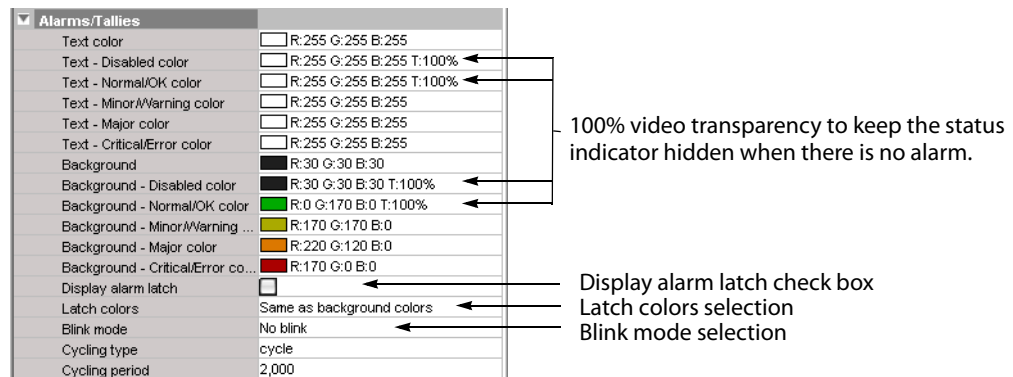 Alarms/Tallies
Text color R:255 G:255 B:255
Text - Disabled color R:255 G:255 B:255 T:100%
Text - Normal/OK color R:255 G:255 B:255 T:100%
Text - Minor/Warning color R:255 G:255 B:255
Text - Major color R:255 G:255 B:255
Text - Critical/Error color R:255 G:255 B:255
Background R:30 G:30 B:30
Background - Disabled color R:30 G:30 B:30 T:100%
Background - Normal/OK color R:0 G:170 B:0 T:100%
Background - Minor/Warning ... R:170 G:170 B:0
Background - Major color R:220 G:120 B:0
Background - Critical/Error co... R:170 G:0 B:0
Display alarm latch
Latch colors Same as background colors
Blink mode No blink
Cycling type cycle
Cycling period 2,000
100% video transparency to keep the status
indicator hidden when there is no alarm.
Display alarm latch check box
Latch colors selection
Blink mode selection